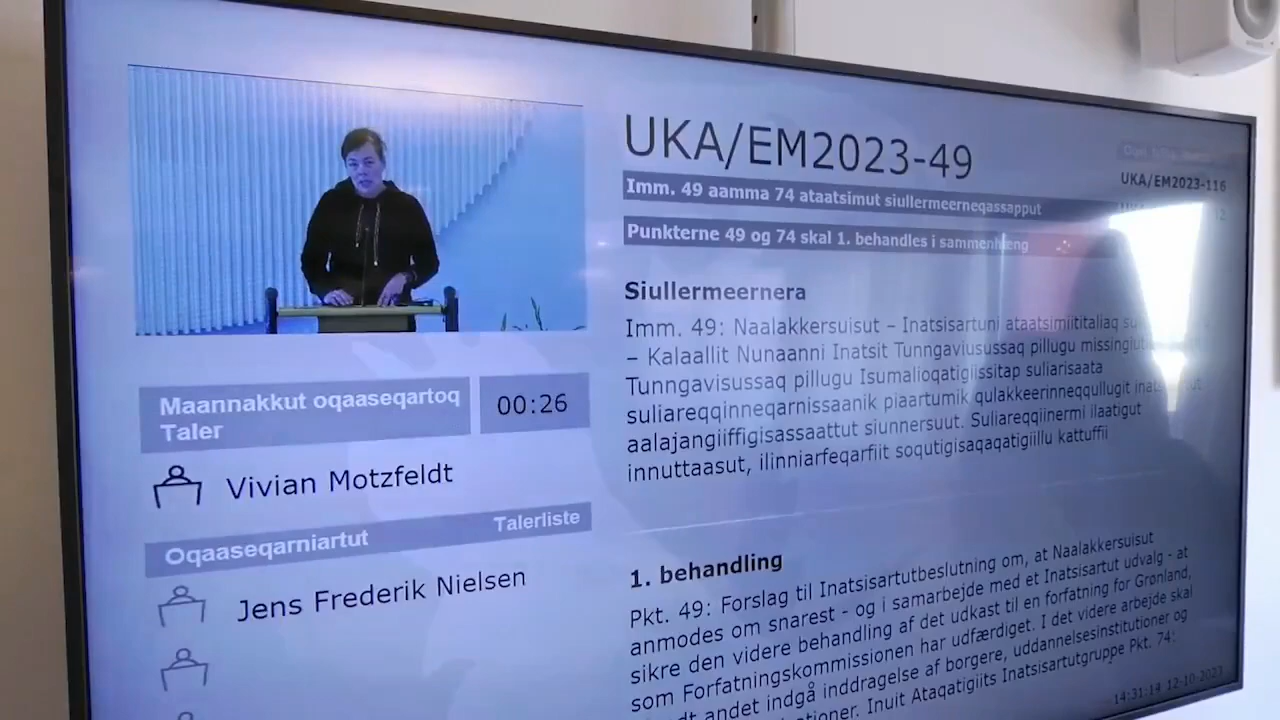 UKA/EM2023-49
UKA/EM2023-116
Imm. 49 aamma 74 ataatsimut siullermeerneqassapput
Punkterne 49 og 74 skal 1. behandles i sammenhæng
Siullermeernera
Imm. 49: Naalakkersuisut – Inatsisartuni ataatsimiititaliaq
– Kalaallit Nunaanni Inatsit Tunngaviusussaq pillugu
Tunngavisussaq pillugu Isumalioqatigiissitap suliarisaata
suliareqqinneqarnissaanik piaartumik qulakkeerinneqqullugit
aalajangiiffigisassaattut siunnersuut. Suliareqqiinermi ilaatigut
innuttaasut, ilinniarfeqarfiit soqutigisaqaqatigiillu kattuffii
Maannakkut oqaaseqartoq
Taler
00:26
Vivian Motzfeldt
Oqaaseqarniartut Talerliste
Jens Frederik Nielsen
1. behandling
Pkt. 49: Forslag til Inatsisartutbeslutning om, at Naalakkersuisut
anmodes om snarest - og i samarbejde med et Inatsisartut udvalg - at
sikre den videre behandling af det udkast til en forfatning for Grønland,
som Forfatningskommissionen har udfærdiget. I det videre arbejde skal
andet indgå inddragelse af borgere, uddannelsesinstitutioner og
Inuit Ataqatigiits Inatsisartutgruppe Pkt. 74:
14:31:14 12-10-2023